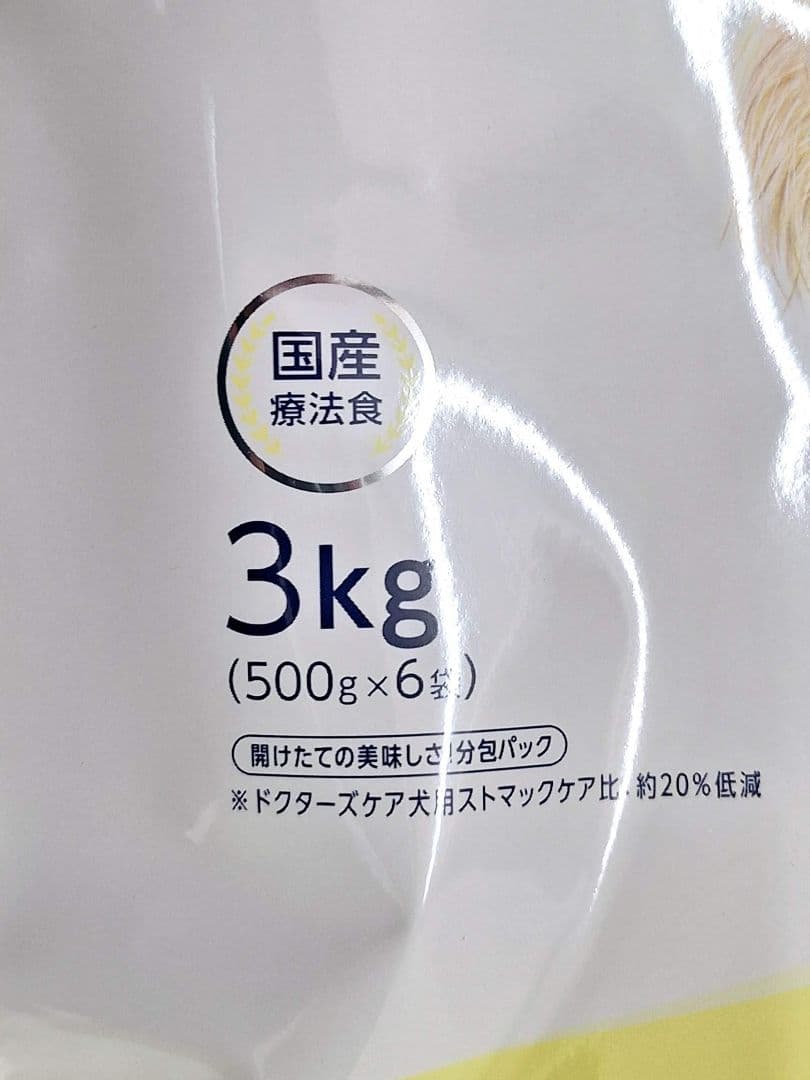 国産
療法食
3kg
(500g×6袋)
開けたての美味しさ!分包パック
※ドクターズケア犬用ストマックケア比:約20%低減